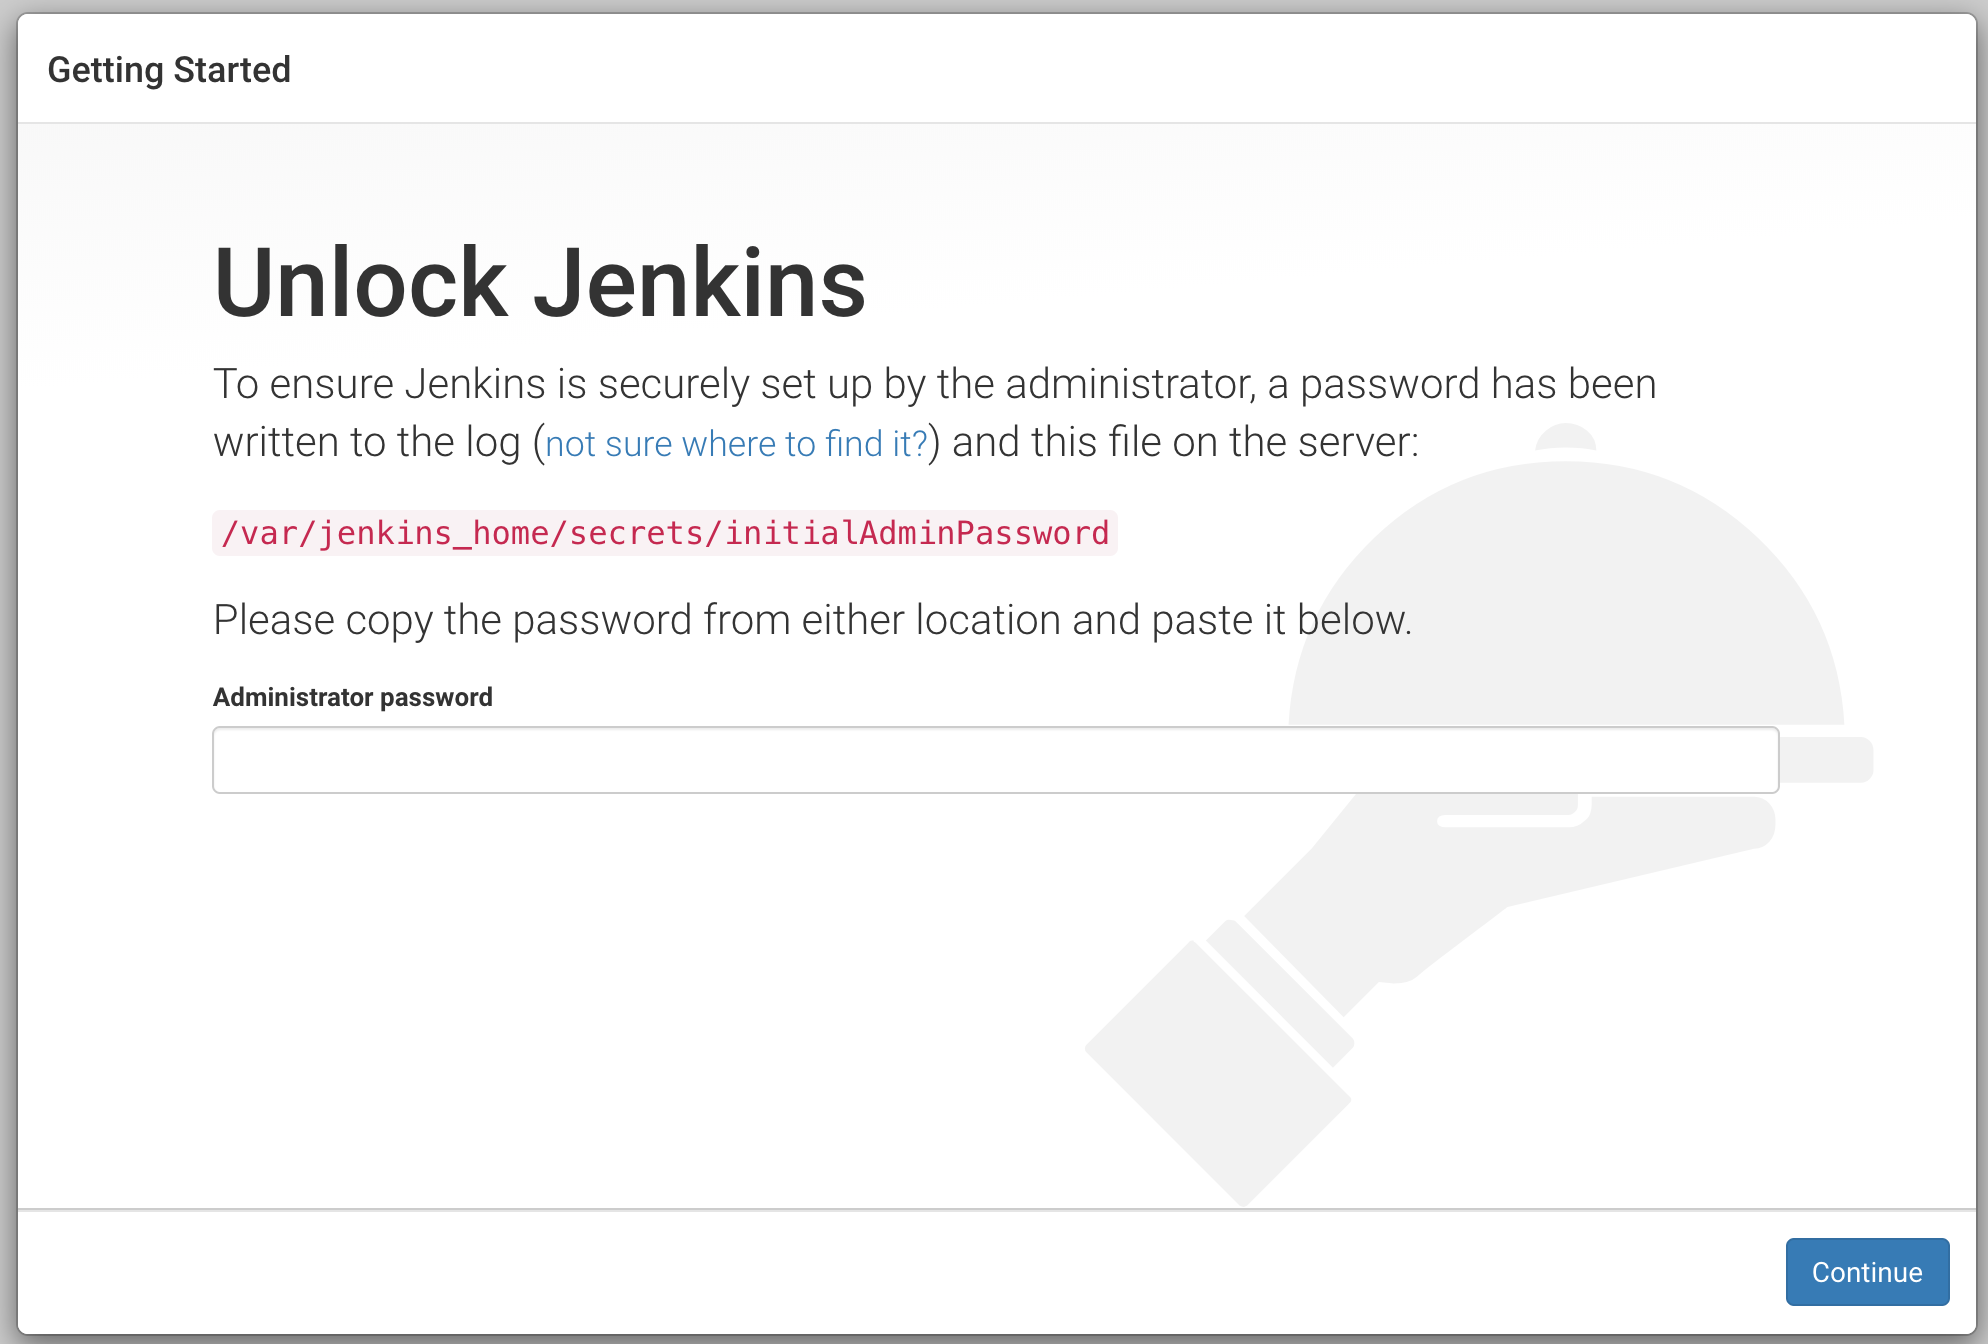 Getting Started
Unlock Jenkins
To ensure Jenkins is securely set up by the administrator, a password has been
written to the log (not sure where to find it?) and this file on the server:
/var/jenkins_home/secrets/initialAdminPassword
Please copy the password from either location and paste it below.
Administrator password
Continue